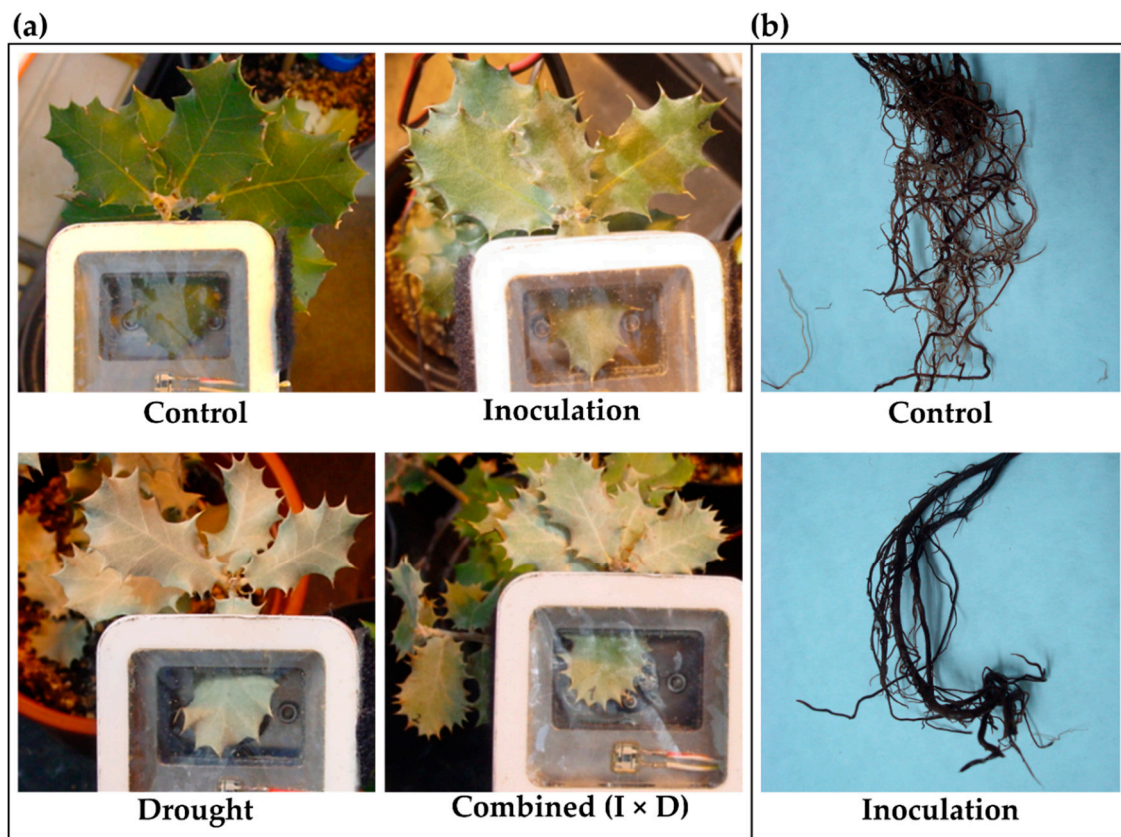 (a)
(b)
Control
Inoculation
Control
Drought
Combined (I × D)
Inoculation